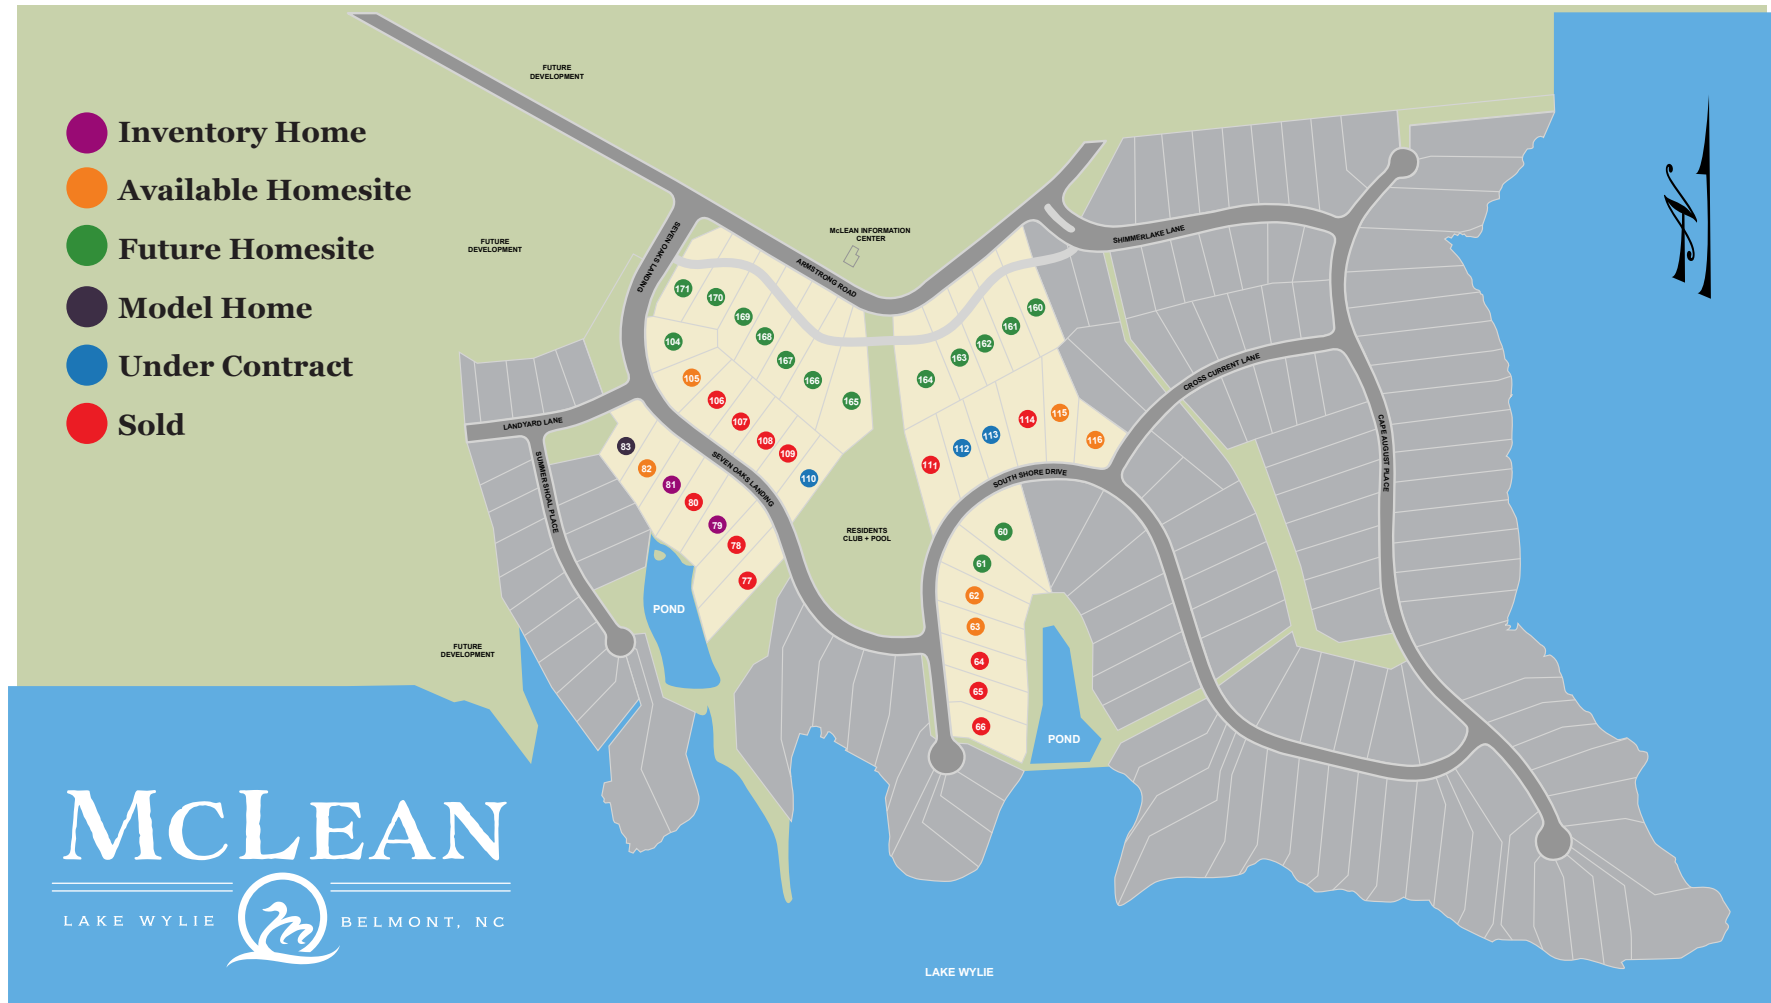 FUTURE
DEVELOPMENT
Inventory Home
Available Homesite
Future Homesite
Model Home
Under Contract
Sold
FUTURE
DEVELOPMENT
McLEAN INFORMATION
CENTER
SEVEN OAKS LANDING
ARMSTRONG ROAD
SHIMMERLAKE LANE
CROSS CURRENT LANE
CAPE AUGUST PLACE
LANDYARD LANE
SUMMER SHOAL PLACE
SEVEN OAKS LANDING
SOUTH SHORE DRIVE
171
170
169
168
167
166
165
104
105
106
107
108
109
110
160
161
162
163
164
111
112
113
114
115
116
83
82
81
80
79
78
77
RESIDENTS
CLUB + POOL
60
61
62
63
64
65
66
POND
POND
FUTURE
DEVELOPMENT
McLEAN
LAKE WYLIE
BELMONT, NC
LAKE WYLIE